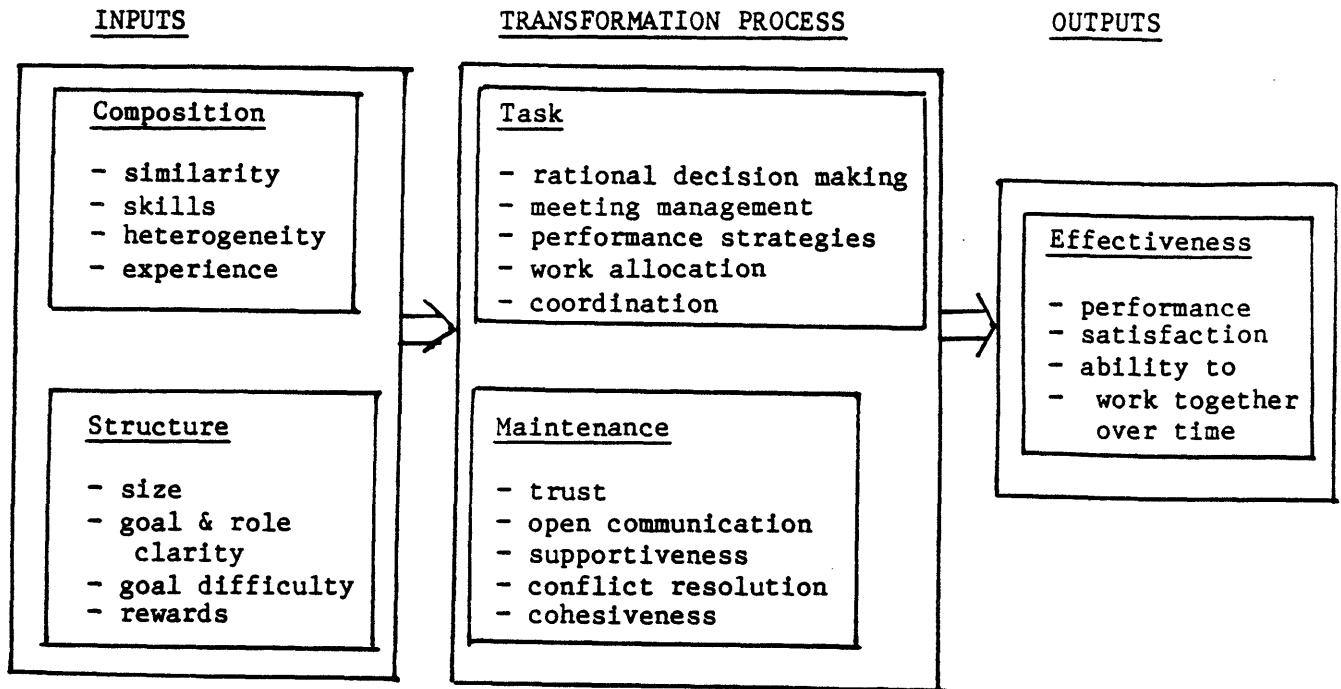 INPUTS
TRANSFORMATION PROCESS
OUTPUTS
Composition
- similarity
- skills
- heterogeneity
- experience
Structure
- size
- goal & role
clarity
- goal difficulty
- rewards
Task
- rational decision making
- meeting management
- performance strategies
- work allocation
- coordination
Maintenance
- trust
- open communication
- supportiveness
- conflict resolution
- cohesiveness
Effectiveness
- performance
- satisfaction
- ability to
- work together
over time